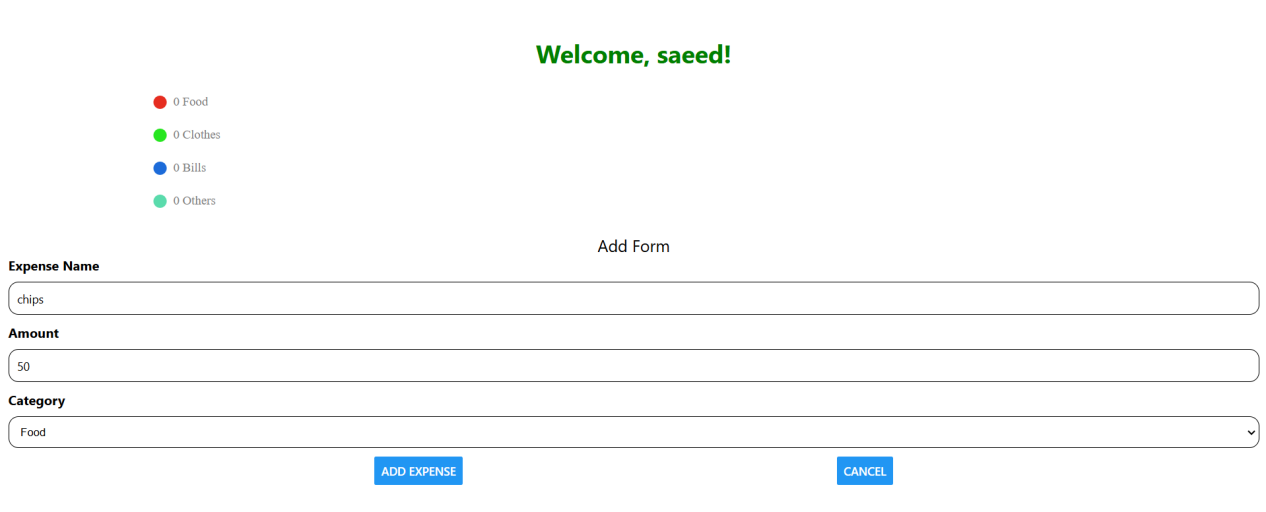 Welcome, saeed!
0 Food
0 Clothes
0 Bills
0 Others
Add Form
Expense Name
chips
Amount
50
Category
Food
ADD EXPENSE
CANCEL